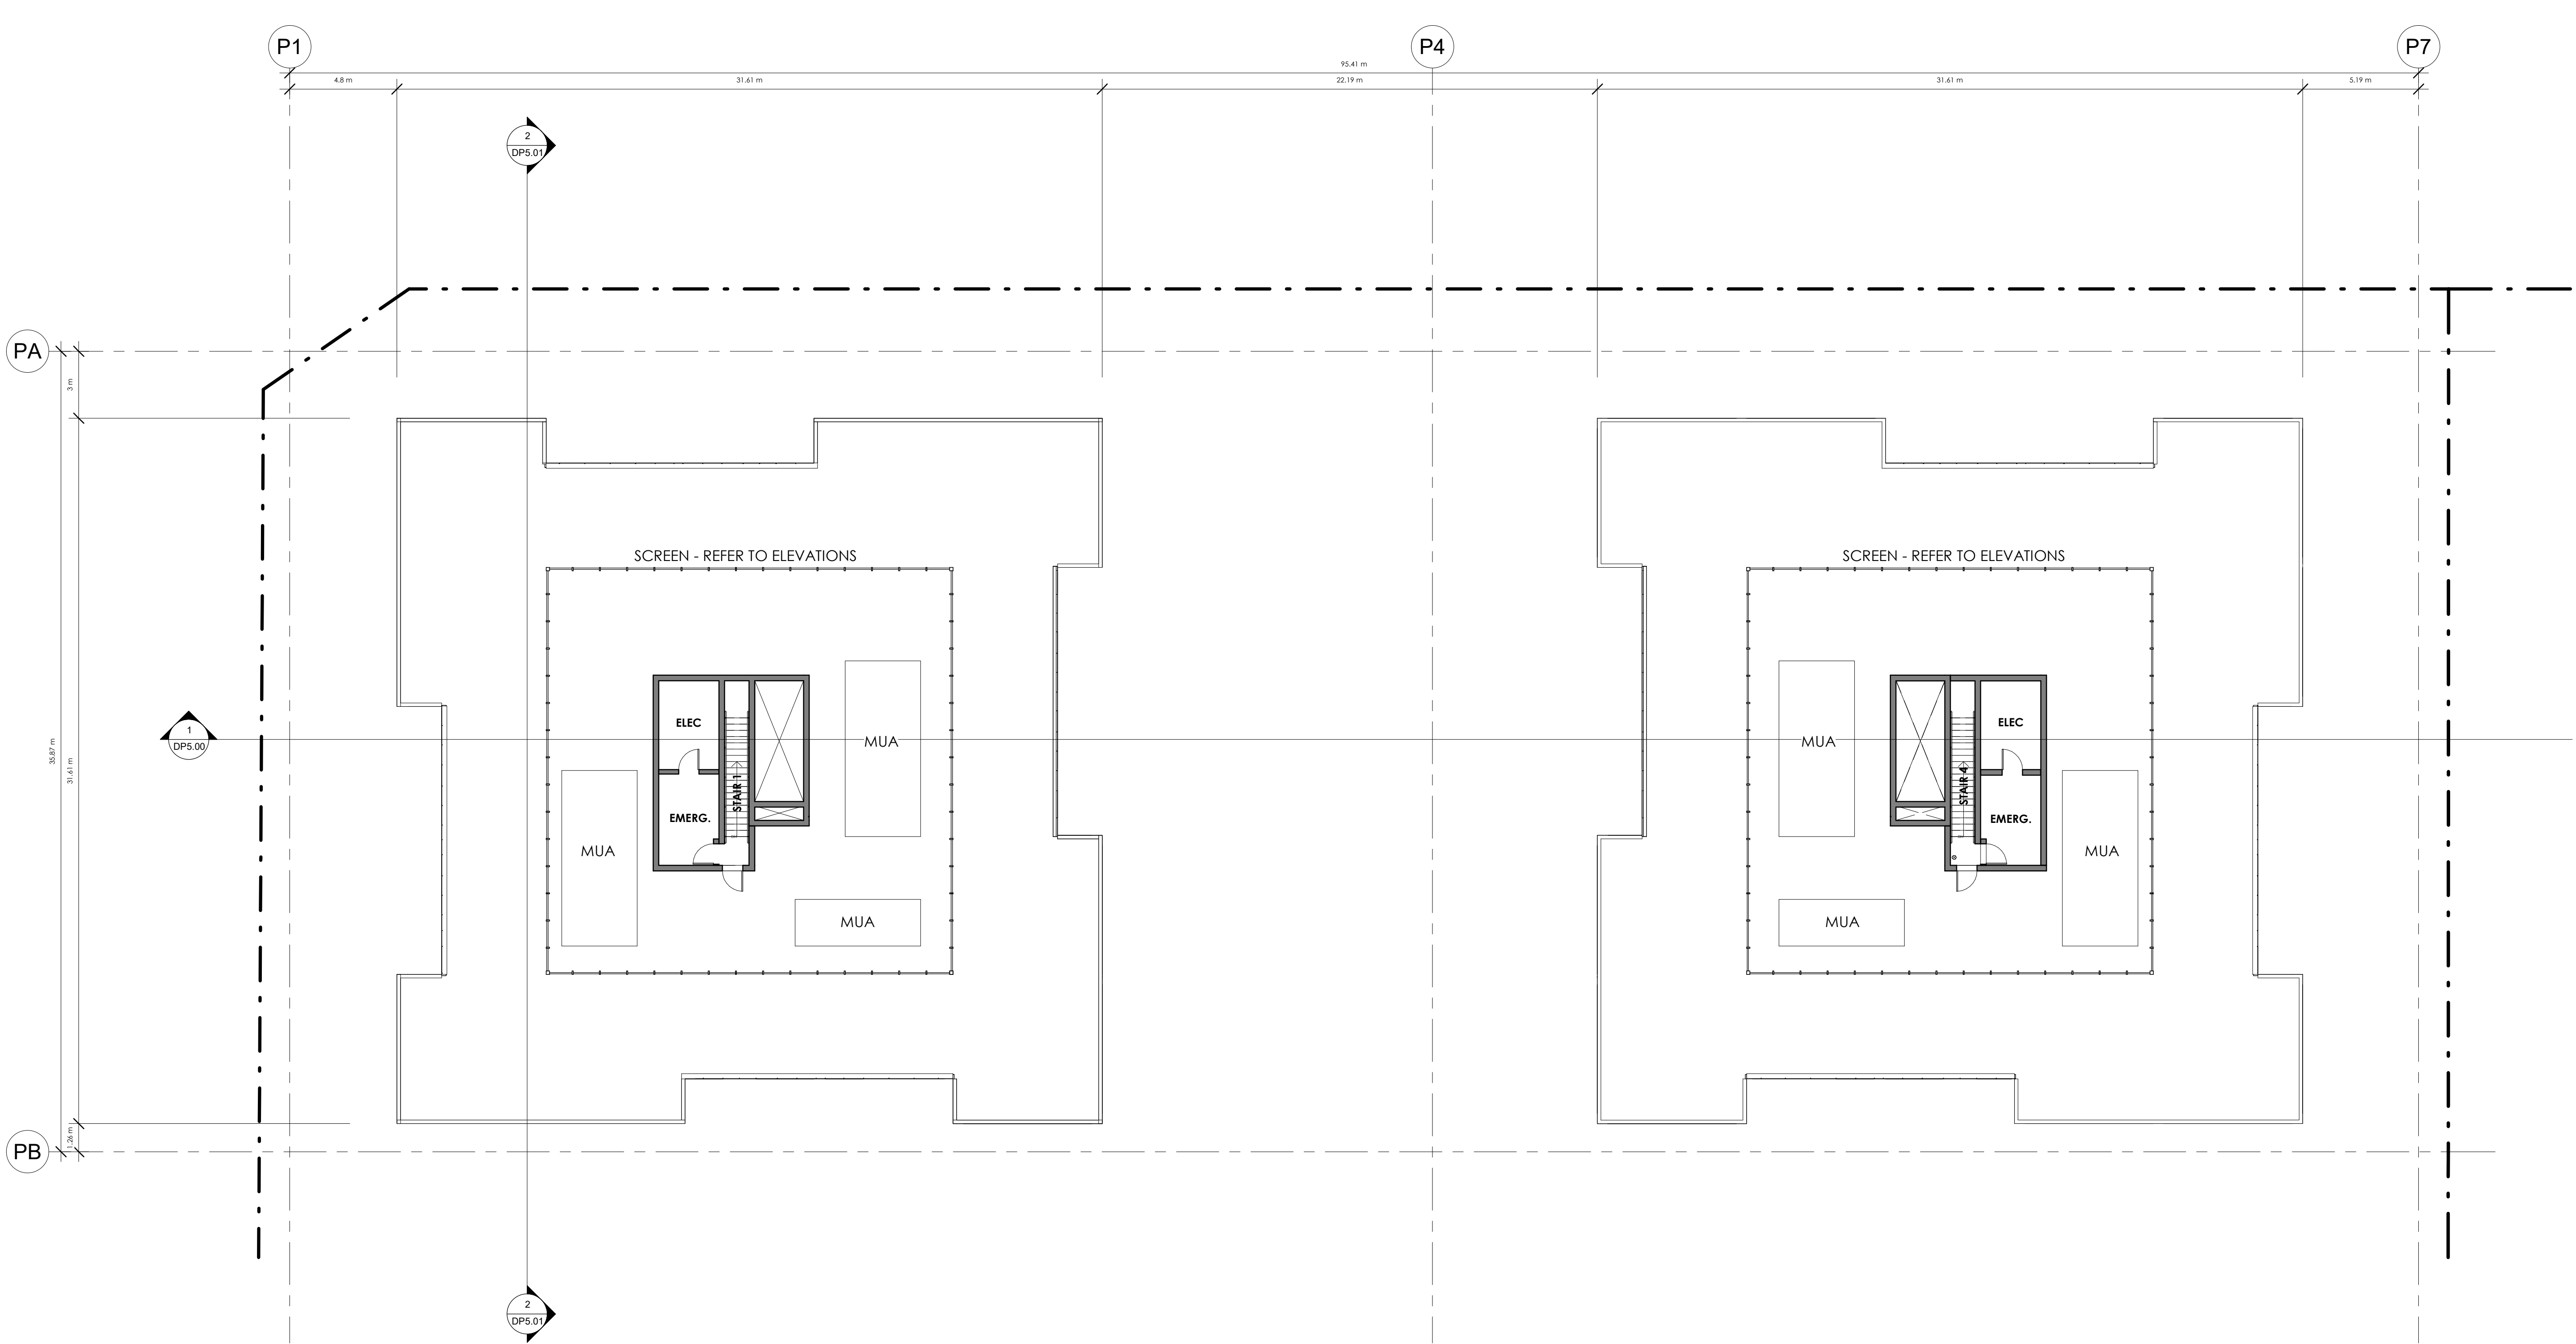 P1
P4
P7
95.41 m
4.8 m
31.61 m
22.19 m
31.61 m
5.19 m
2
DP5.01
PA
3 m
SCREEN - REFER TO ELEVATIONS
SCREEN - REFER TO ELEVATIONS
ELEC
ELEC
1
DP5.00
MUA
MUA
35.87 m
31.61 m
STAIR 1
STAIR 4
EMERG.
EMERG.
MUA
MUA
MUA
MUA
1.26 m
PB
2
DP5.01